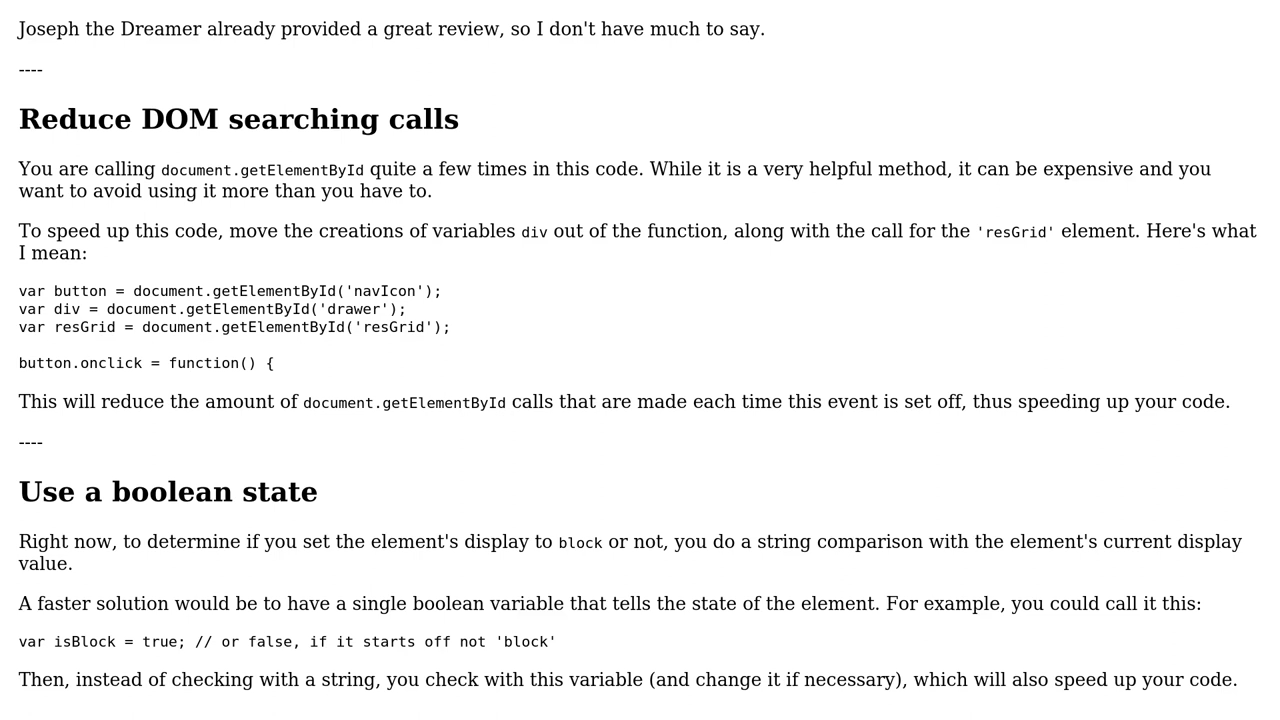 Joseph the Dreamer already provided a great review, so I don't have much to say.
----
Reduce DOM searching calls
You are calling document.getElementById quite a few times in this code. While it is a very helpful method, it can be expensive and you
want to avoid using it more than you have to.
To speed up this code, move the creations of variables div out of the function, along with the call for the 'resGrid' element. Here's what
I mean:
var button = document.getElementById('navIcon');
var div = document.getElementById('drawer');
var resGrid = document.getElementById('resGrid');
button.onclick = function() {
This will reduce the amount of document.getElementById calls that are made each time this event is set off, thus speeding up your code.
----
Use a boolean state
Right now, to determine if you set the element's display to block or not, you do a string comparison with the element's current display
value.
A faster solution would be to have a single boolean variable that tells the state of the element. For example, you could call it this:
var isBlock = true; // or false, if it starts off not 'block'
Then, instead of checking with a string, you check with this variable (and change it if necessary), which will also speed up your code.